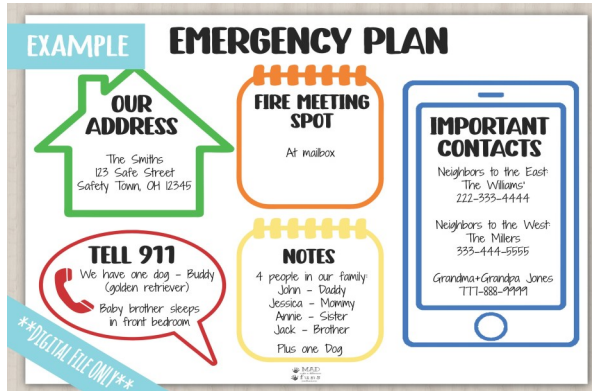 EXAMPLE
EMERGENCY PLAN
OUR
ADDRESS
The Smiths
123 Safe Street
Safety Town, OH 12345
FIRE MEETING
SPOT
At mailbox
IMPORTANT
CONTACTS
Neighbors to the East:
The Williams'
222-333-4444
Neighbors to the West:
The Millers
333-444-5555
Grandma+Grandpa Jones
777-888-9999
TELL 911
We have one dog - Buddy
(golden retriever)
Baby brother sleeps
in front bedroom
NOTES
4 people in our family:
John - Daddy
Jessica - Mommy
Annie - Sister
Jack - Brother
Plus one Dog
**DIGITAL FILE ONLY**
MAD